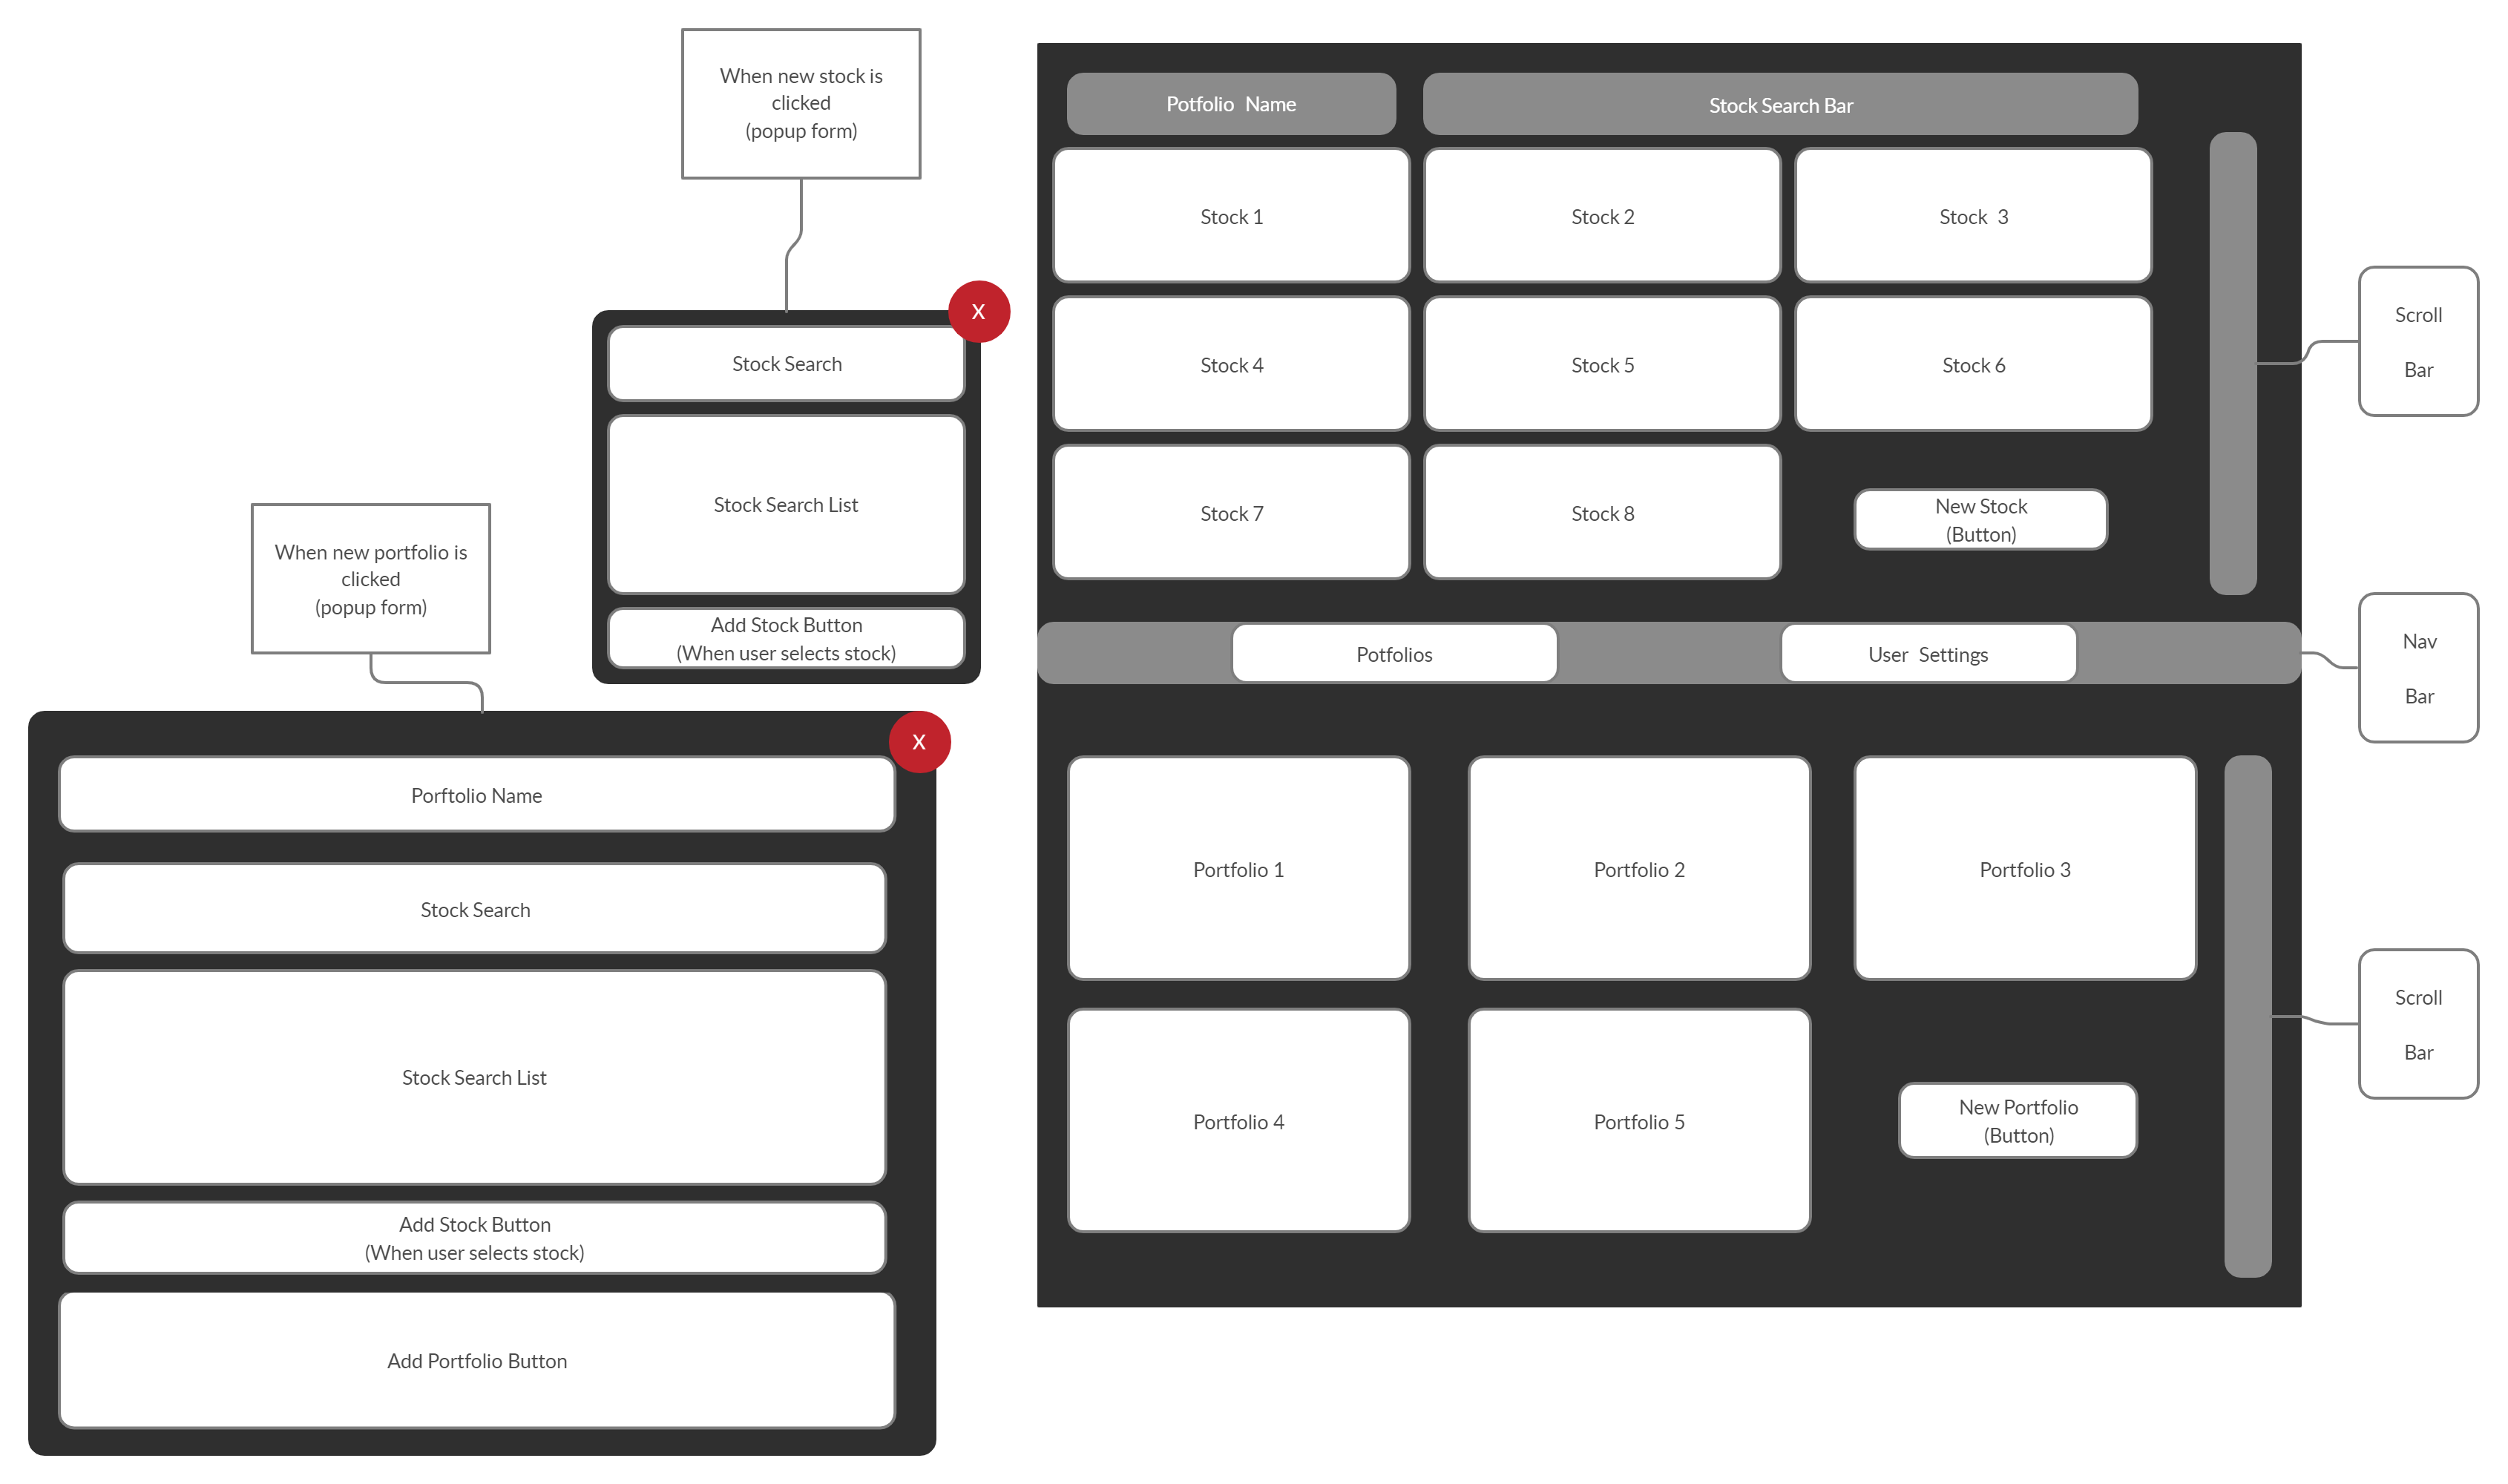 When new stock is
clicked
(popup form)
X
Stock Search
Stock Search List
Add Stock Button
(When user selects stock)
When new portfolio is
clicked
(popup form)
X
Porftolio Name
Stock Search
Stock Search List
Add Stock Button
(When user selects stock)
Add Portfolio Button
Potfolio Name
Stock Search Bar
Stock 1
Stock 2
Stock 3
Stock 4
Stock 5
Stock 6
Stock 7
Stock 8
New Stock
(Button)
Scroll
Bar
Potfolios
User Settings
Nav
Bar
Portfolio 1
Portfolio 2
Portfolio 3
Portfolio 4
Portfolio 5
New Portfolio
(Button)
Scroll
Bar